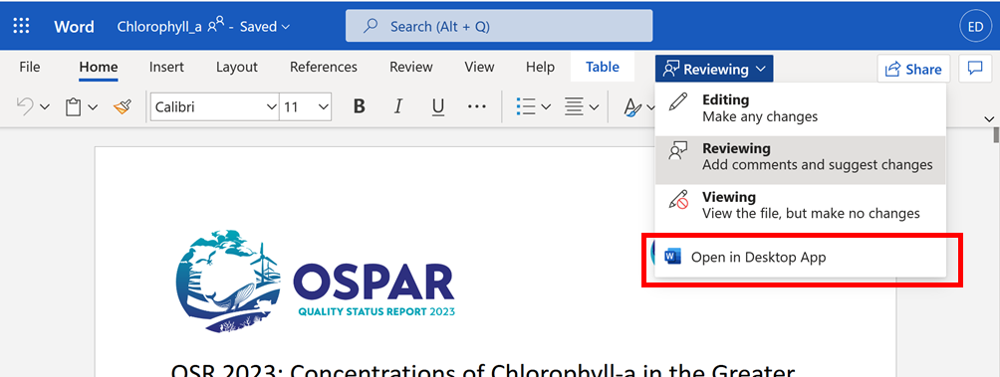 Word Chlorophyll_a - Saved Search (Alt + Q) ED
File Home Insert Layout References Review View Help Table Reviewing Share
Calibri 11 B I U ...
Editing
Make any changes
Reviewing
Add comments and suggest changes
Viewing
View the file, but make no changes
W Open in Desktop App
OSPAR
QUALITY STATUS REPORT 2023
QSR 2023: Concentrations of Chlorophyll-a in the Greater